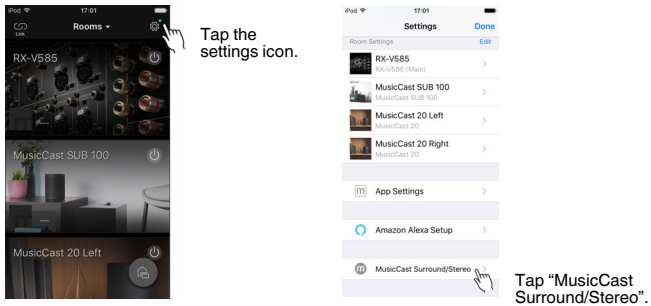 iPod 17:01
Link Rooms
RX-V585
MusicCast SUB 100
MusicCast 20 Left
Tap the
settings icon.
iPod 17:01
Settings Done
Room Settings Edit
RX-V585
RX-V585 (Main)
MusicCast SUB 100
MusicCast SUB 100
MusicCast 20 Left
MusicCast 20
MusicCast 20 Right
MusicCast 20
m App Settings
Amazon Alexa Setup
m MusicCast Surround/Stereo
Tap “MusicCast
Surround/Stereo”.